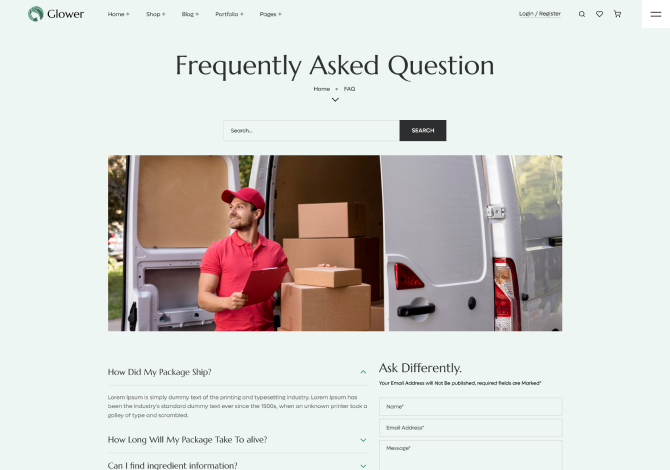 Glower
Home +
Shop +
Blog +
Portfolio +
Pages +
Login / Register
Frequently Asked Question
Home • FAQ
Search...
SEARCH
How Did My Package Ship?
Lorem Ipsum is simply dummy text of the printing and typesetting industry. Lorem Ipsum has
been the industry's standard dummy text ever since the 1500s, when an unknown printer took a
galley of type and scrambled.
How Long Will My Package Take To alive?
Can I find ingredient information?
Ask Differently.
Your Email Address will Not Be published, required fields are Marked*
Name*
Email Address*
Message*